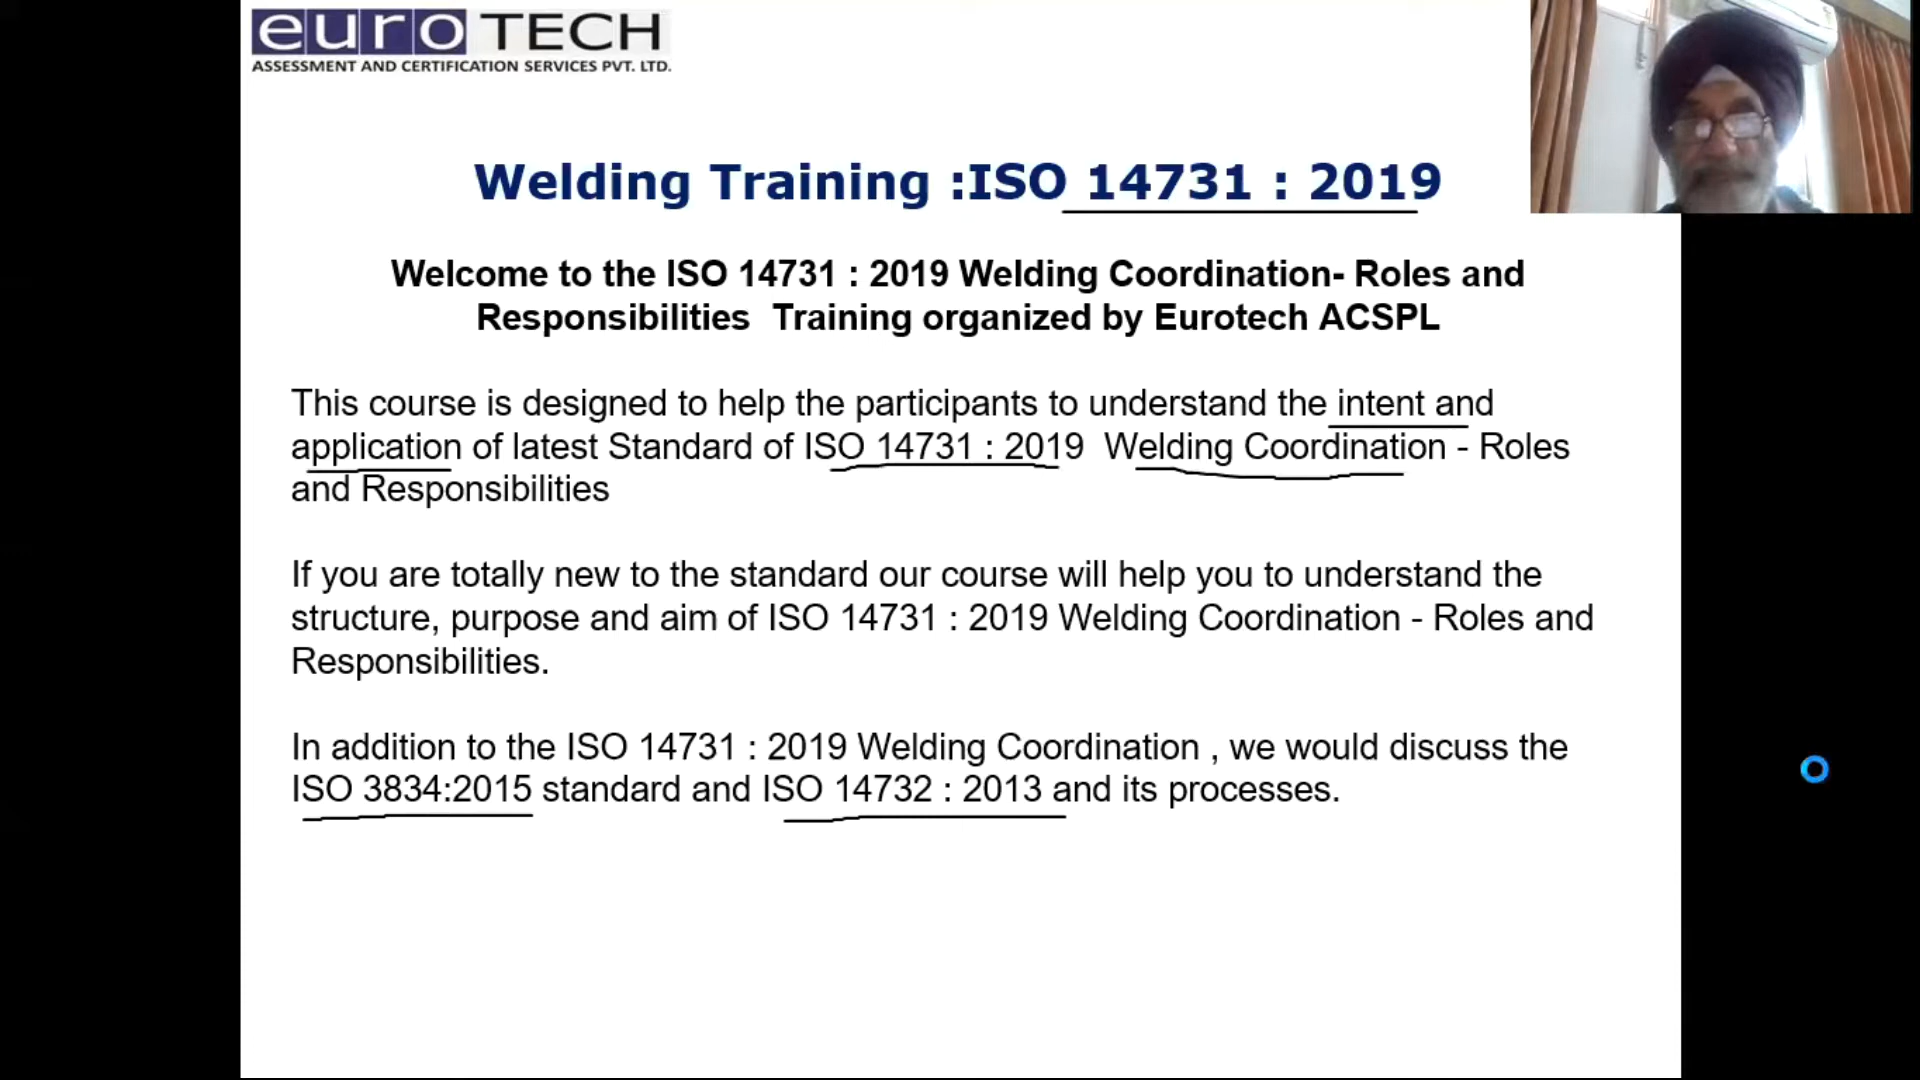 euroTECH
ASSESSMENT AND CERTIFICATION SERVICES PVT. LTD.
Welding Training :ISO 14731 : 2019
Welcome to the ISO 14731 : 2019 Welding Coordination- Roles and
Responsibilities Training organized by Eurotech ACSPL
This course is designed to help the participants to understand the intent and
application of latest Standard of ISO 14731 : 2019 Welding Coordination - Roles
and Responsibilities
If you are totally new to the standard our course will help you to understand the
structure, purpose and aim of ISO 14731 : 2019 Welding Coordination - Roles and
Responsibilities.
In addition to the ISO 14731 : 2019 Welding Coordination , we would discuss the
ISO 3834:2015 standard and ISO 14732 : 2013 and its processes.